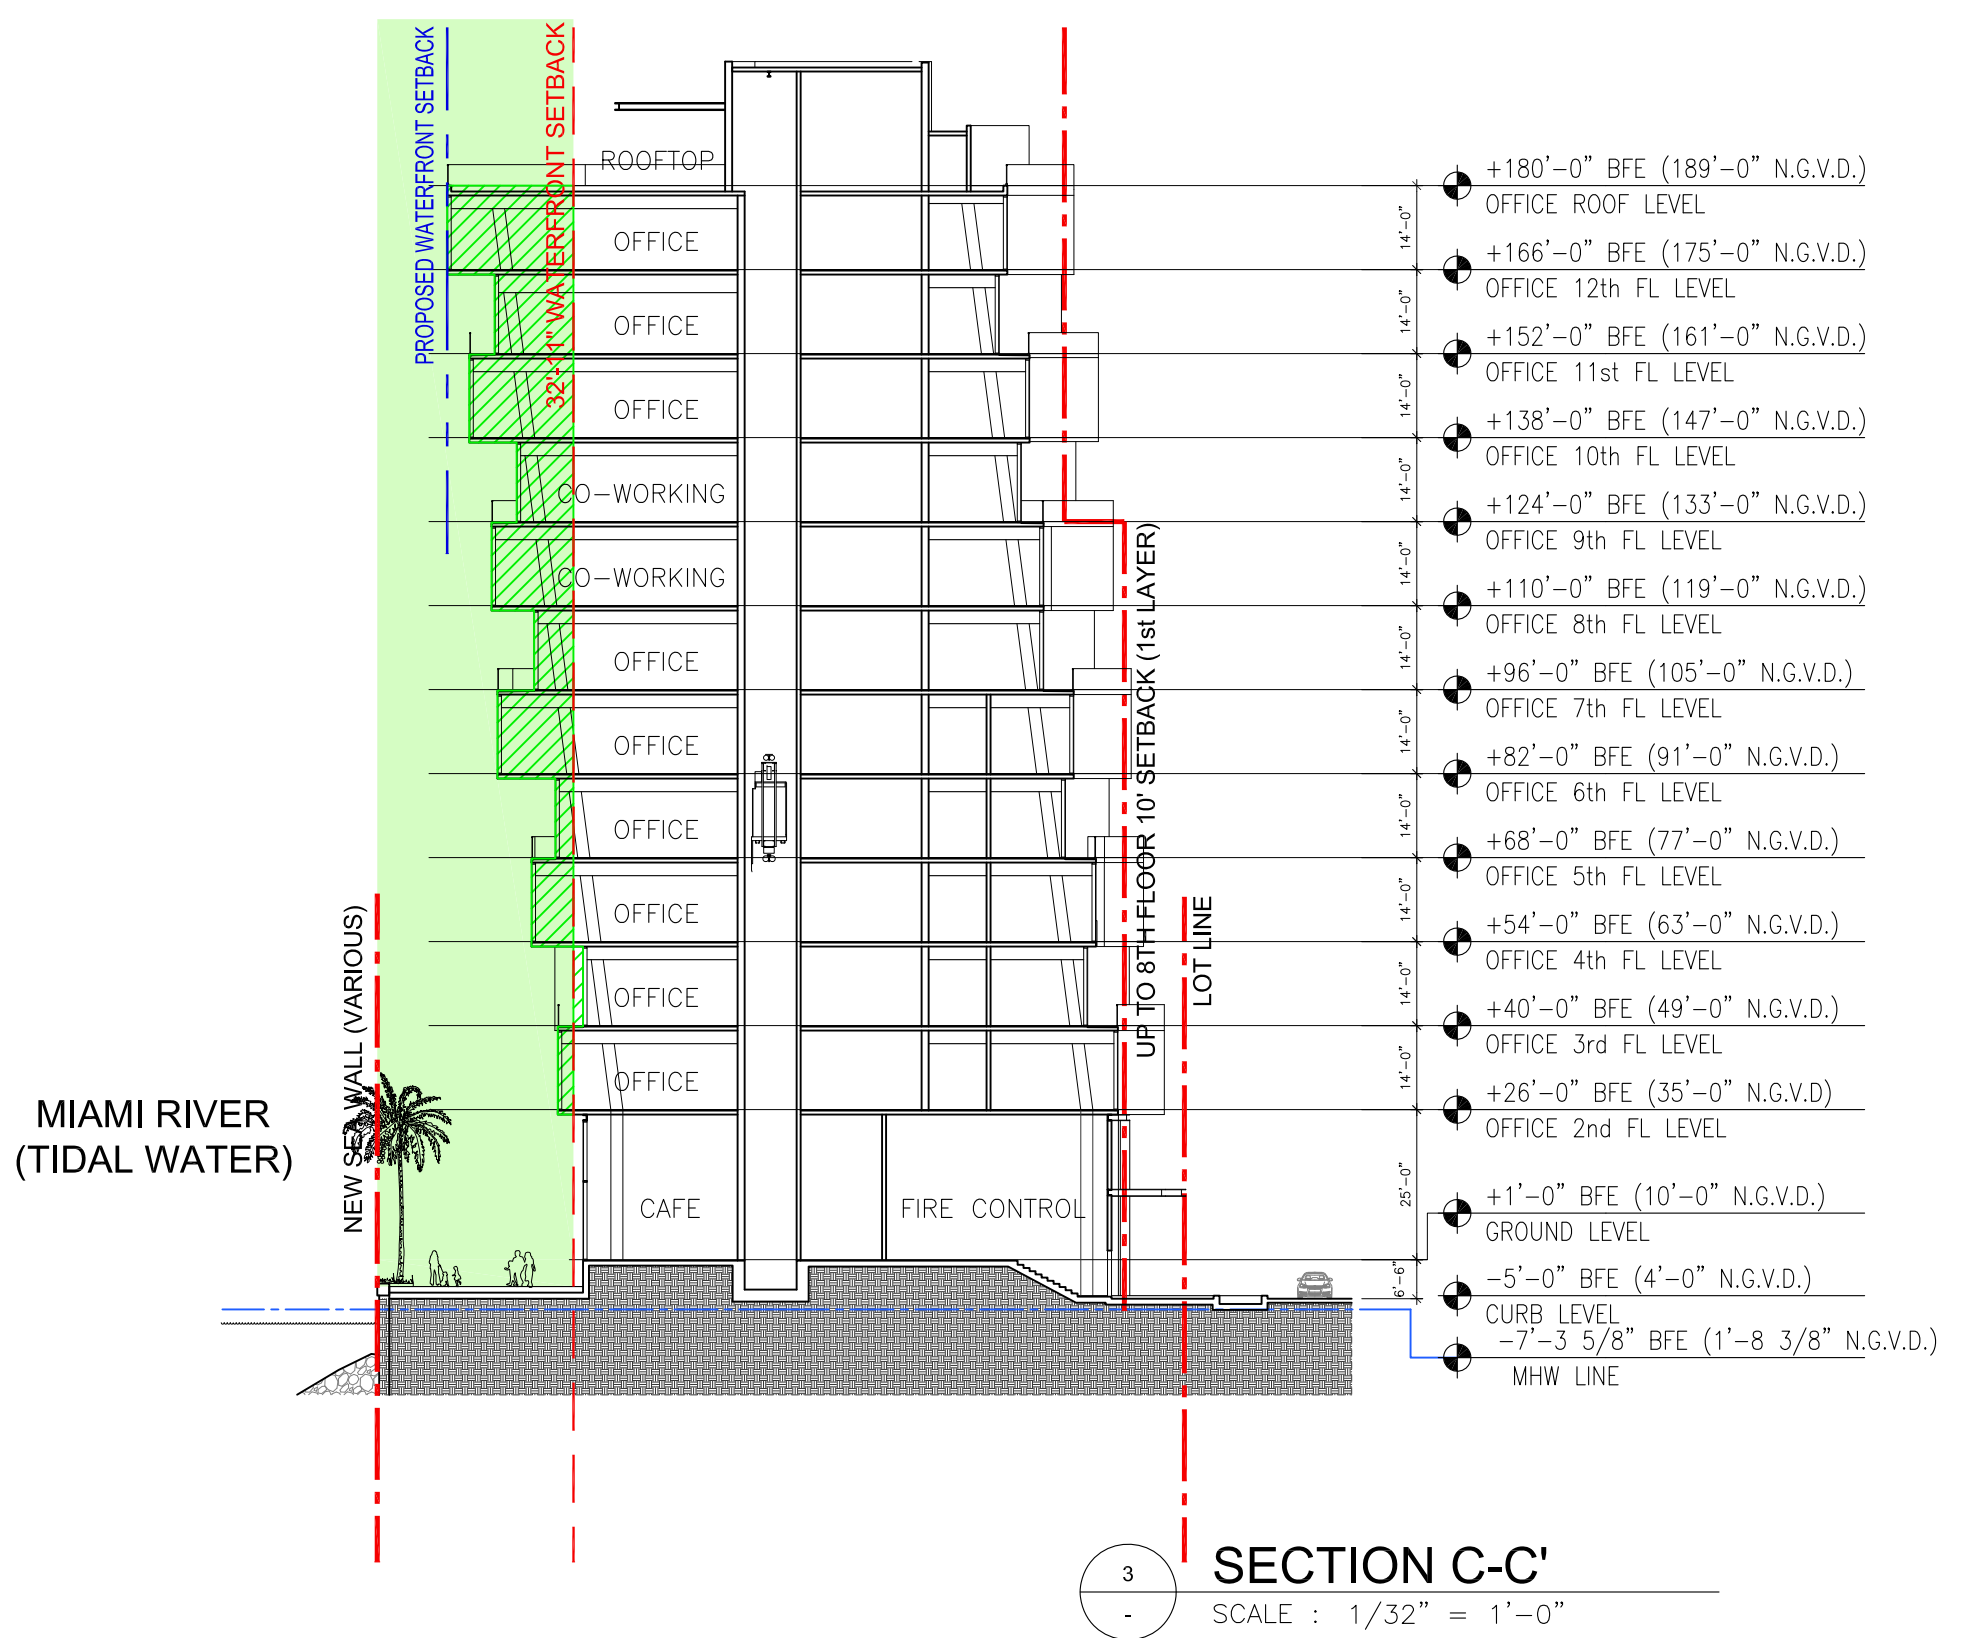 PROPOSED WATERFRONT SETBACK
32'-11" WATERFRONT SETBACK
ROOFTOP
OFFICE
OFFICE
OFFICE
CO-WORKING
CO-WORKING
OFFICE
OFFICE
OFFICE
OFFICE
OFFICE
OFFICE
CAFE
FIRE CONTROL
NEW SEAWALL (VARIOUS)
MIAMI RIVER
(TIDAL WATER)
UP TO 8TH FLOOR 10' SETBACK (1st LAYER)
LOT LINE
14'-0"
14'-0"
14'-0"
14'-0"
14'-0"
14'-0"
14'-0"
14'-0"
14'-0"
14'-0"
14'-0"
25'-0"
6'-6"
+180'-0" BFE (189'-0" N.G.V.D.)
OFFICE ROOF LEVEL
+166'-0" BFE (175'-0" N.G.V.D.)
OFFICE 12th FL LEVEL
+152'-0" BFE (161'-0" N.G.V.D.)
OFFICE 11st FL LEVEL
+138'-0" BFE (147'-0" N.G.V.D.)
OFFICE 10th FL LEVEL
+124'-0" BFE (133'-0" N.G.V.D.)
OFFICE 9th FL LEVEL
+110'-0" BFE (119'-0" N.G.V.D.)
OFFICE 8th FL LEVEL
+96'-0" BFE (105'-0" N.G.V.D.)
OFFICE 7th FL LEVEL
+82'-0" BFE (91'-0" N.G.V.D.)
OFFICE 6th FL LEVEL
+68'-0" BFE (77'-0" N.G.V.D.)
OFFICE 5th FL LEVEL
+54'-0" BFE (63'-0" N.G.V.D.)
OFFICE 4th FL LEVEL
+40'-0" BFE (49'-0" N.G.V.D.)
OFFICE 3rd FL LEVEL
+26'-0" BFE (35'-0" N.G.V.D)
OFFICE 2nd FL LEVEL
+1'-0" BFE (10'-0" N.G.V.D.)
GROUND LEVEL
-5'-0" BFE (4'-0" N.G.V.D.)
CURB LEVEL
-7'-3 5/8" BFE (1'-8 3/8" N.G.V.D.)
MHW LINE
3
-
SECTION C-C'
SCALE : 1/32" = 1'-0"